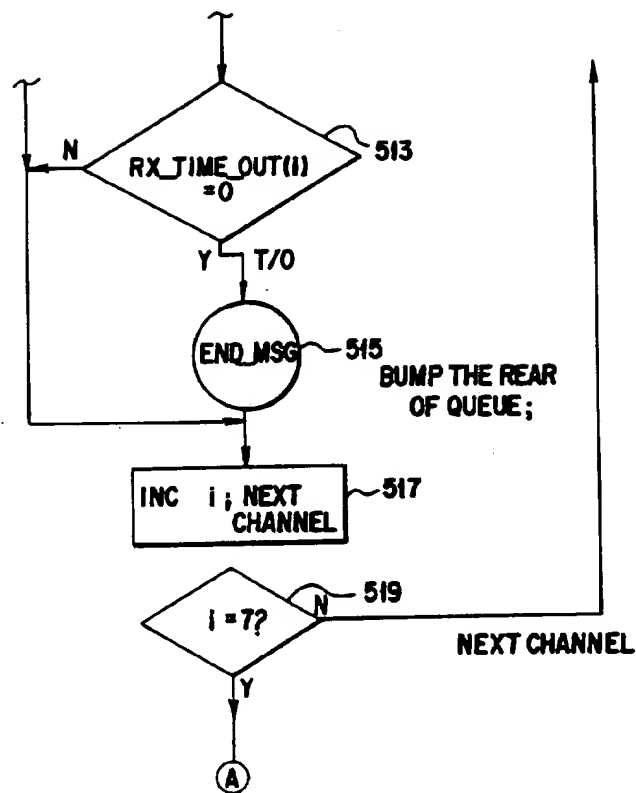 N
RX_TIME_OUT(i)
=0
513
Y T/O
END_MSG
515
BUMP THE REAR
OF QUEUE;
INC i; NEXT
CHANNEL
517
i=7?
519
N
NEXT CHANNEL
Y
A